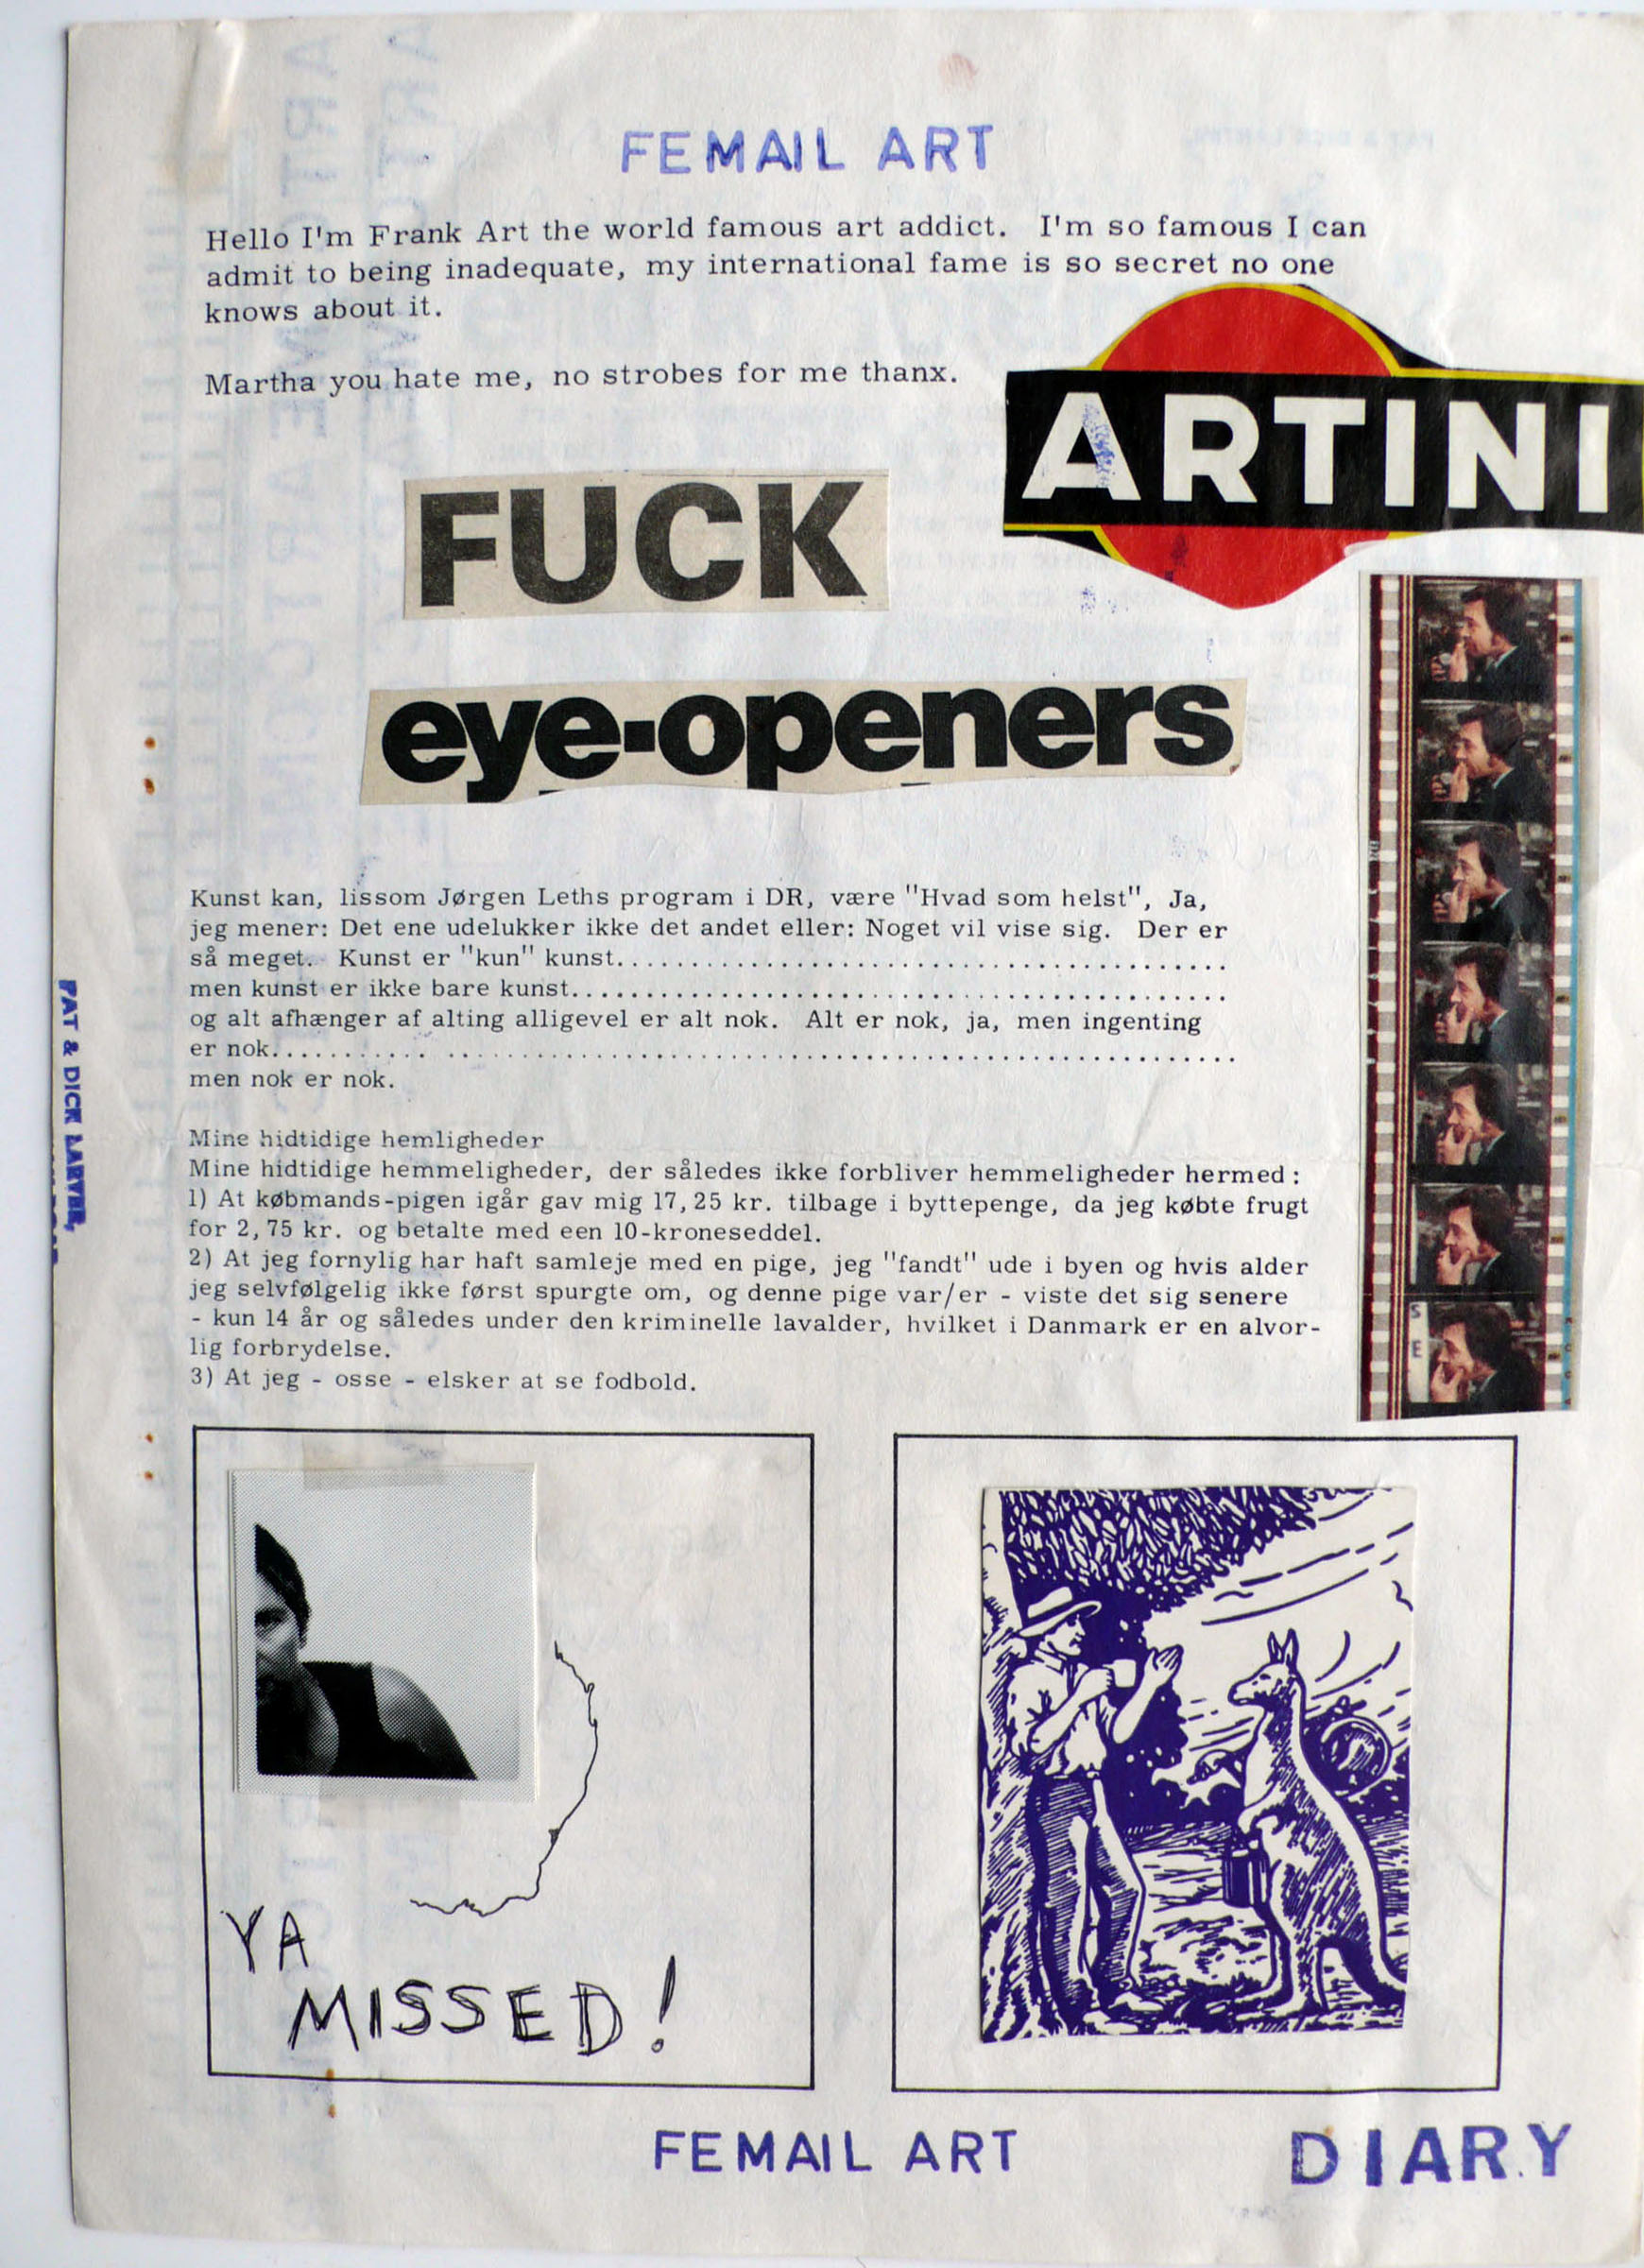 FEMAIL ART
Hello I'm Frank Art the world famous art addict. I'm so famous I can
admit to being inadequate, my international fame is so secret no one
knows about it.
Martha you hate me, no strobes for me thanx.
ARTINI
FUCK
eye-openers
Kunst kan, lissom Jørgen Leths program i DR, være "Hvad som helst", Ja,
jeg mener: Det ene udelukker ikke det andet eller: Noget vil vise sig. Der er
så meget. Kunst er "kun" kunst.........................................
men kunst er ikke bare kunst............................................
og alt afhænger af alting alligevel er alt nok. Alt er nok, ja, men ingenting
er nok........... .....................................................
men nok er nok.
Mine hidtidige hemligheder
Mine hidtidige hemmeligheder, der således ikke forbliver hemmeligheder hermed :
1) At købmands-pigen igår gav mig 17,25 kr. tilbage i byttepenge, da jeg købte frugt
for 2,75 kr. og betalte med een 10-kroneseddel.
2) At jeg fornylig har haft samleje med en pige, jeg "fandt" ude i byen og hvis alder
jeg selvfølgelig ikke først spurgte om, og denne pige var/er - viste det sig senere
- kun 14 år og således under den kriminelle lavalder, hvilket i Danmark er en alvor-
lig forbrydelse.
3) At jeg - osse - elsker at se fodbold.
PAT & DICK LARTER,
S
E
YA
MISSED!
FEMAIL ART
DIARY